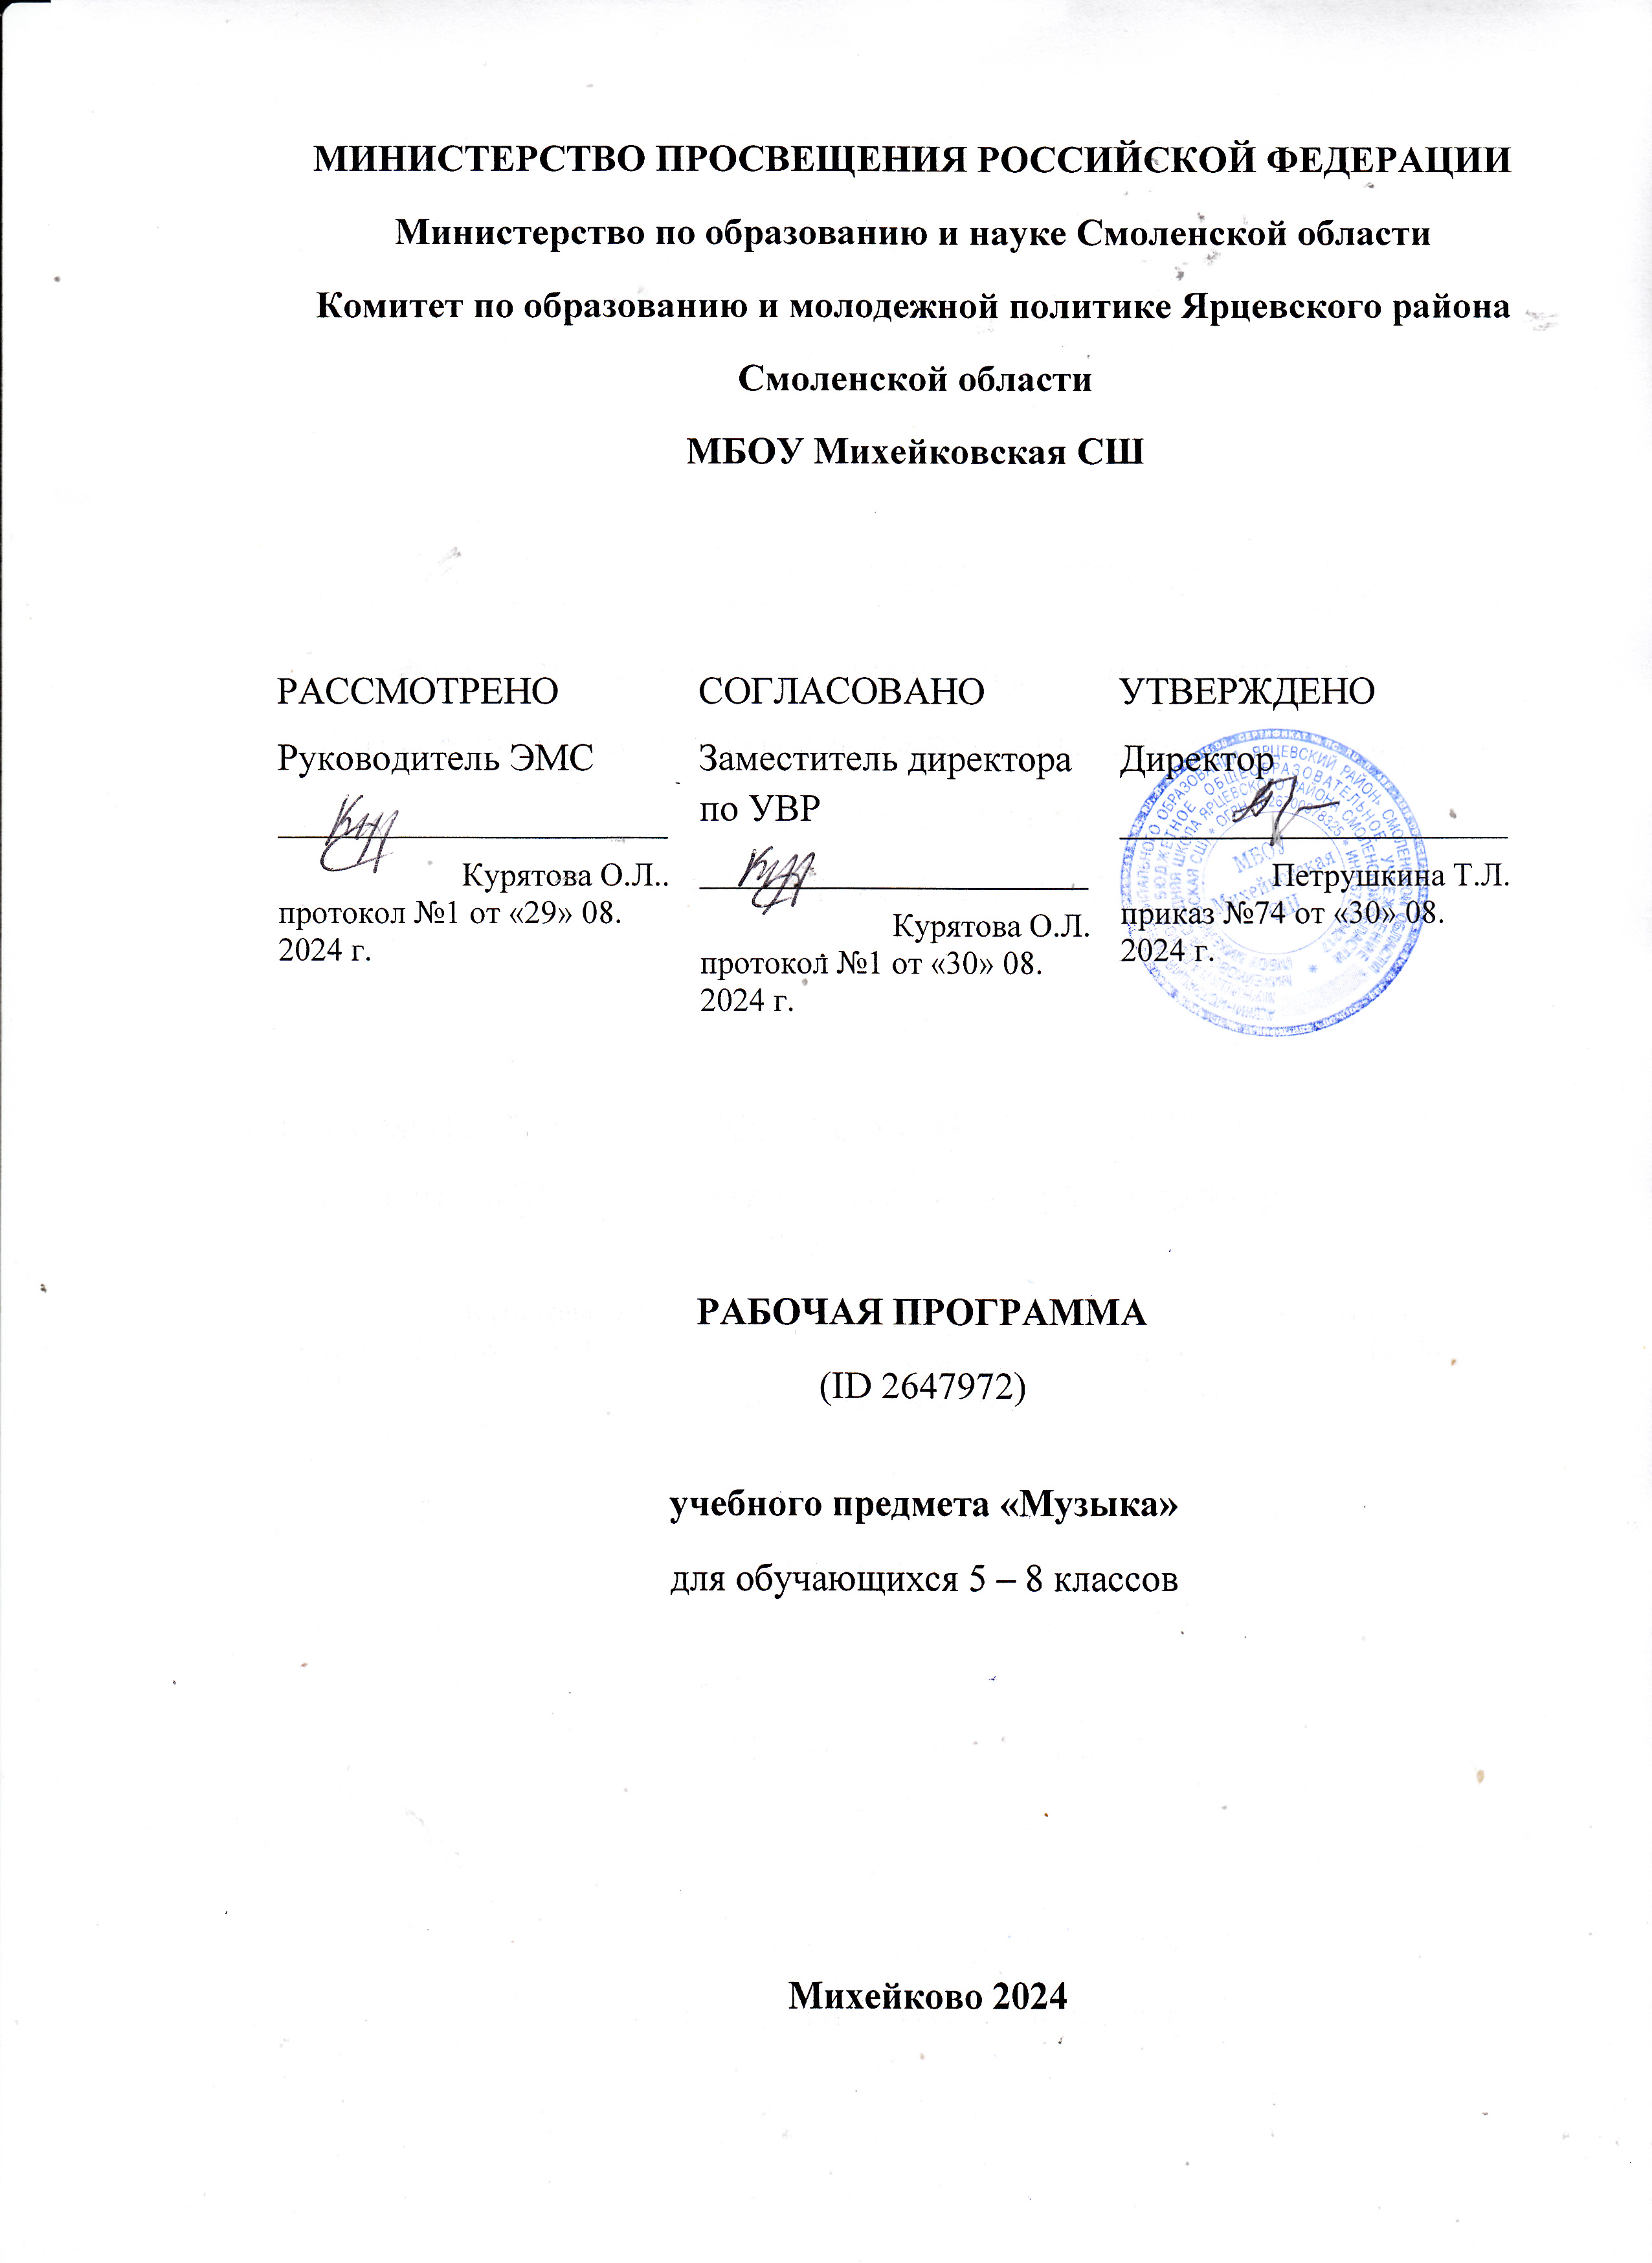 МИНИСТЕРСТВО ПРОСВЕЩЕНИЯ РОССИЙСКОЙ ФЕДЕРАЦИИ
Министерство по образованию и науке Смоленской области
Комитет по образованию и молодежной политике Ярцевского района
Смоленской области
МБОУ Михейковская СШ
РАССМОТРЕНО
Руководитель ЭМС
Курятова О.Л..
протокол №1 от «29» 08.
2024 г.
СОГЛАСОВАНО
Заместитель директора
по УВР
Курятова О.Л.
протокол №1 от «30» 08.
2024 г.
УТВЕРЖДЕНО
Директор
Петрушкина Т.Л.
приказ №74 от «30» 08.
2024 г.
МБОУ
Михейковская
СШ
РАБОЧАЯ ПРОГРАММА
(ID 2647972)
учебного предмета «Музыка»
для обучающихся 5 – 8 классов
Михейково 2024